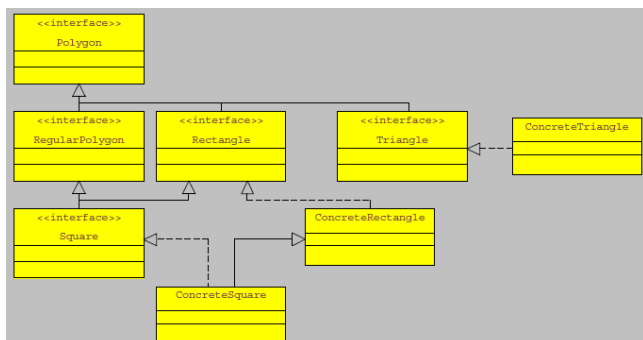 <<interface>>
Polygon
<<interface>>
RegularPolygon
<<interface>>
Rectangle
<<interface>>
Triangle
ConcreteTriangle
<<interface>>
Square
ConcreteRectangle
ConcreteSquare